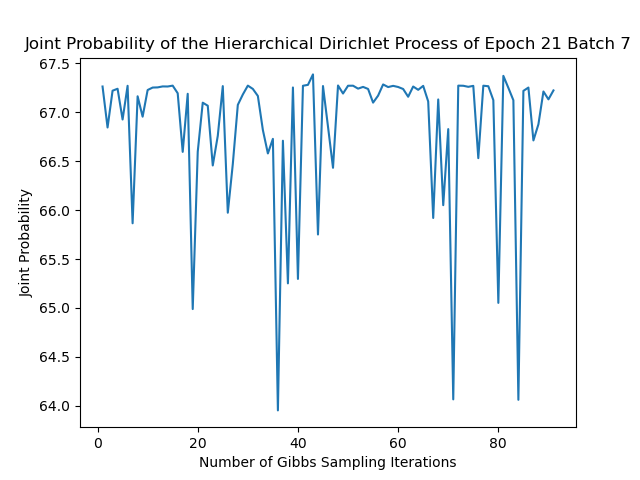 Joint Probability of the Hierarchical Dirichlet Process of Epoch 21 Batch 7
67.5
67.0
66.5
66.0
65.5
65.0
64.5
64.0
Joint Probability
0 20 40 60 80
Number of Gibbs Sampling Iterations